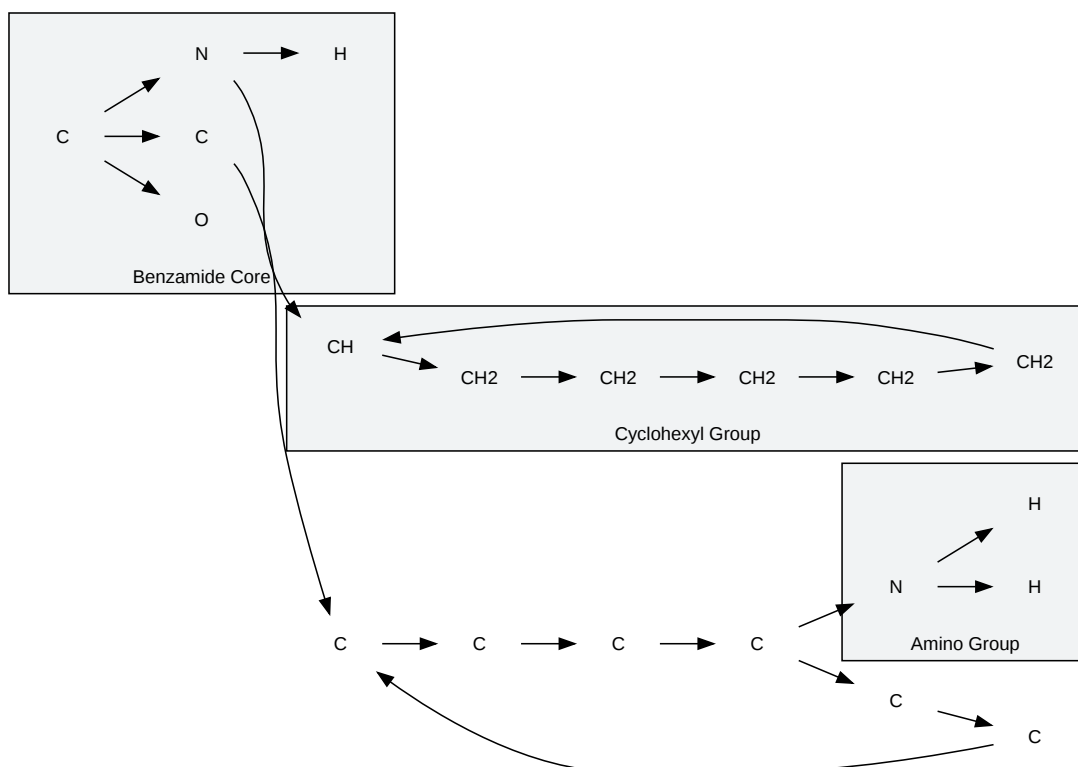 N H
C C
O
Benzamide Core
CH CH2
CH2 CH2 CH2 CH2
Cyclohexyl Group
H
N H
C C C C Amino Group
C
C